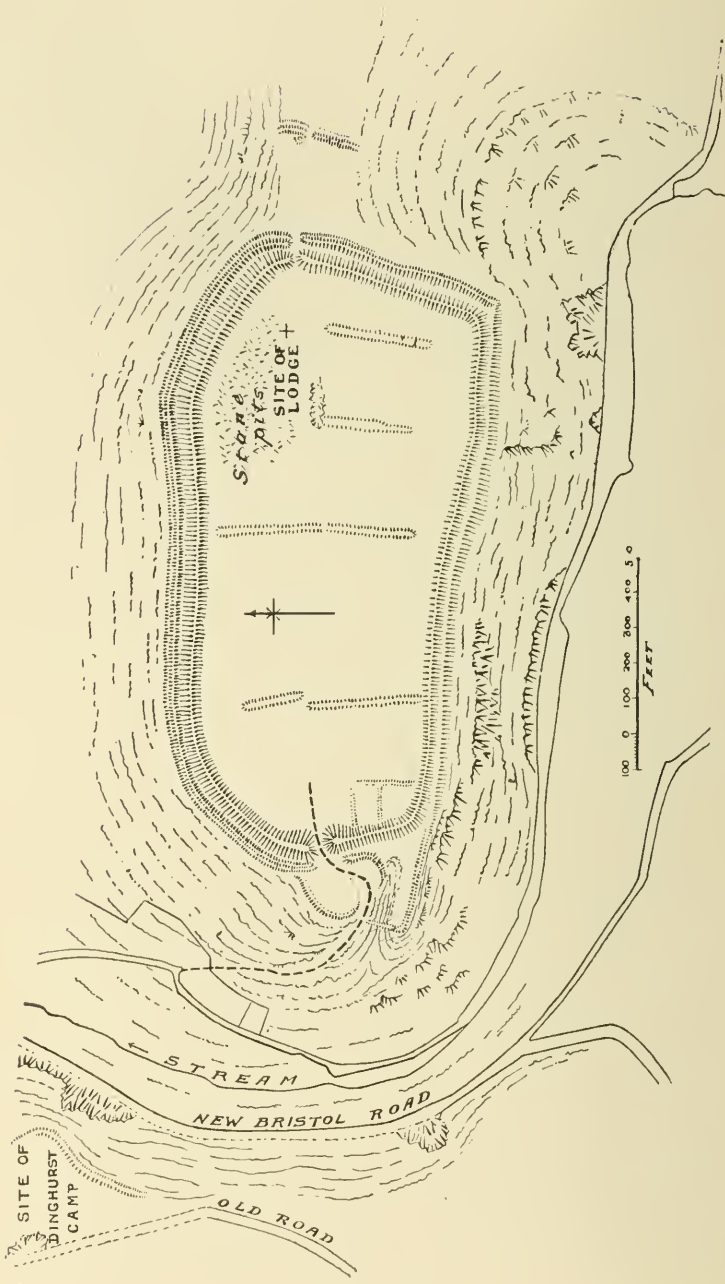 Stone
pits
SITE OF
LODGE
100 0 100 200 300 400 50
FEET
STREAM
NEW BRISTOL ROAD
SITE OF
DINGHURST
CAMP
OLD ROAD